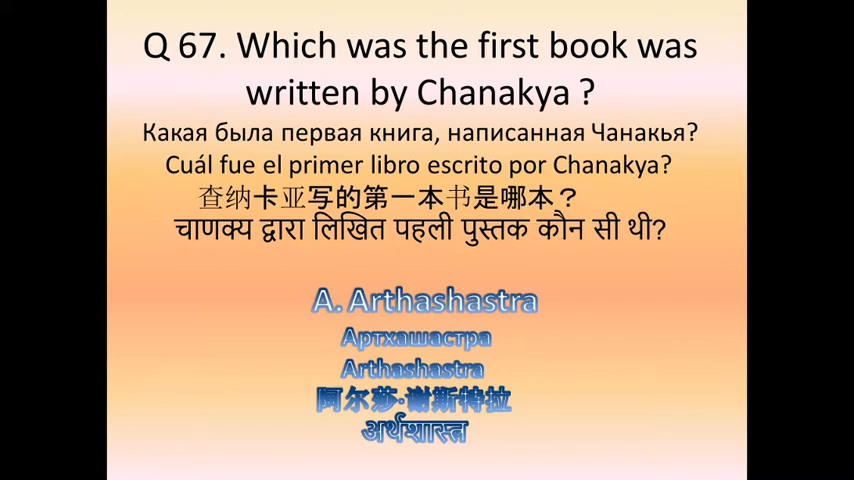 Q 67. Which was the first book was
written by Chanakya ?
Какая была первая книга, написанная Чанакья?
Cuál fue el primer libro escrito por Chanakya?
查纳卡亚写的第一本书是哪本？
चाणक्य द्वारा लिखित पहली पुस्तक कौन सी थी?
A. Arthashastra
Артхашастра
Arthashastra
阿尔莎·谢斯特拉
अर्थशास्त्र